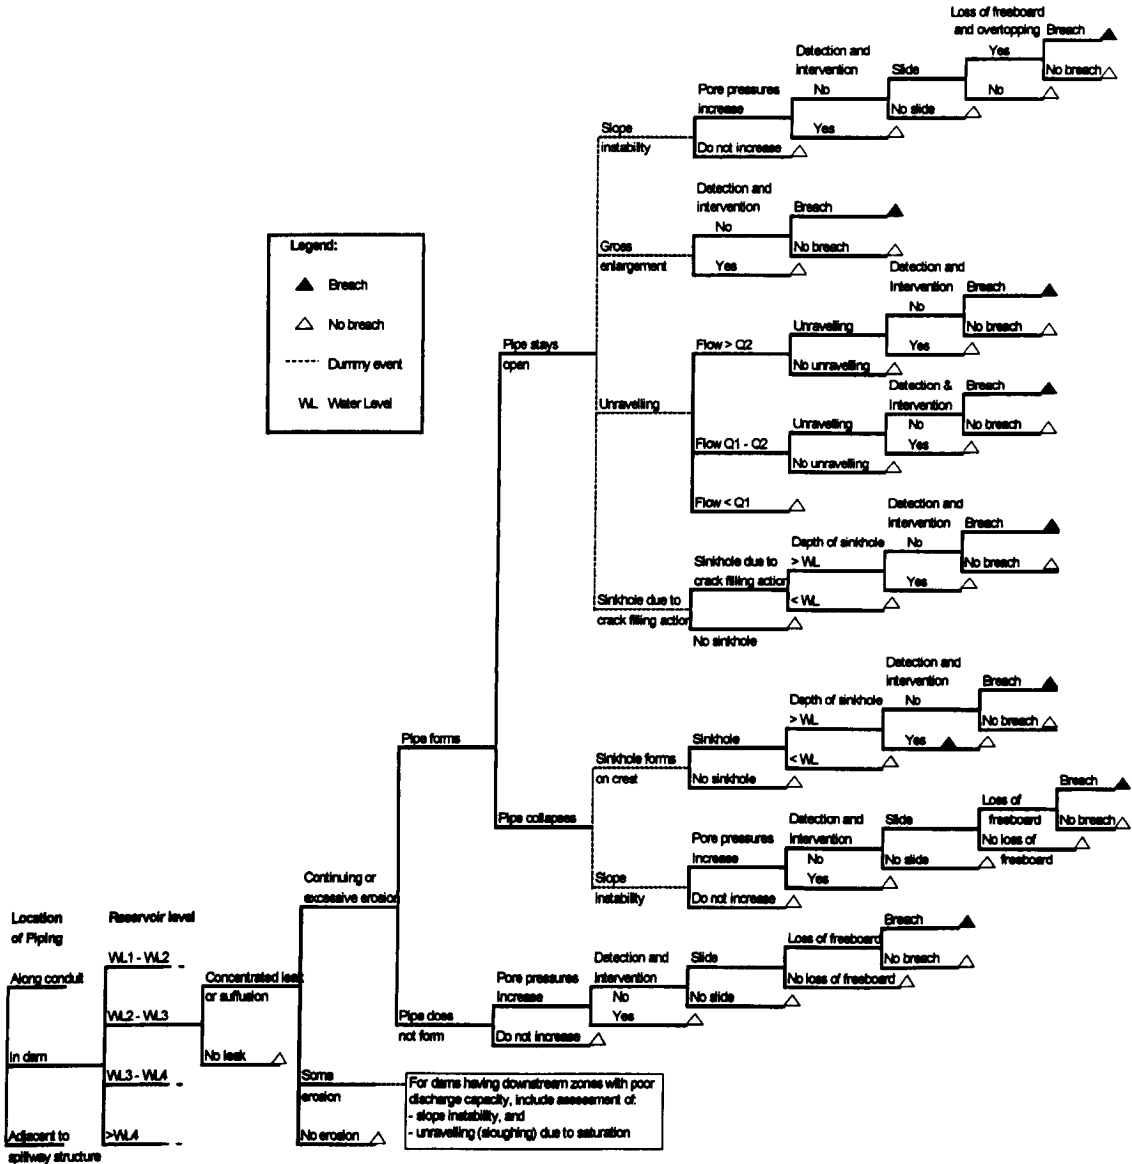 Loss of freeboard
and overtopping
Breach
Yes
No breach
No
Detection and
intervention
No
Slide
No slide
Yes
Pore pressures
increase
Do not increase
Slope
instability
Detection and
intervention
No
Breach
No breach
Yes
Gross
enlargement
Legend:
Breach
No breach
Dummy event
WL Water Level
Pipe stays
open
Unravelling
Flow > Q2
Unravelling
No unravelling
Detection and
Intervention
No
Yes
Breach
No breach
Flow Q1 - Q2
Unravelling
No unravelling
Detection &
Intervention
No
Yes
Breach
No breach
Flow < Q1
Sinkhole due to
crack filling action
Sinkhole due to
crack filling action
No sinkhole
Depth of sinkhole
> WL
< WL
Detection and
intervention
No
Yes
Breach
No breach
Pipe forms
Pipe collapses
Sinkhole forms
on crest
Sinkhole
No sinkhole
Depth of sinkhole
> WL
< WL
Detection and
intervention
No
Yes
Breach
No breach
Slope
instability
Pore pressures
Increase
Do not increase
Detection and
Intervention
No
Yes
Slide
No slide
Loss of
freeboard
No loss of
freeboard
Breach
No breach
Continuing or
excessive erosion
Pipe does
not form
Pore pressures
Increase
Do not increase
Detection and
intervention
No
Yes
Slide
No slide
Loss of freeboard
No loss of freeboard
Breach
No breach
Location
of Piping
Along conduit
In dam
Adjacent to
spillway structure
Reservoir level
WL1 - WL2
WL2 - WL3
WL3 - WL4
>WL4
Concentrated leak
or suffusion
No leak
Some
erosion
No erosion
For dams having downstream zones with poor
discharge capacity, include assessment of:
- slope instability, and
- unravelling (sloughing) due to saturation